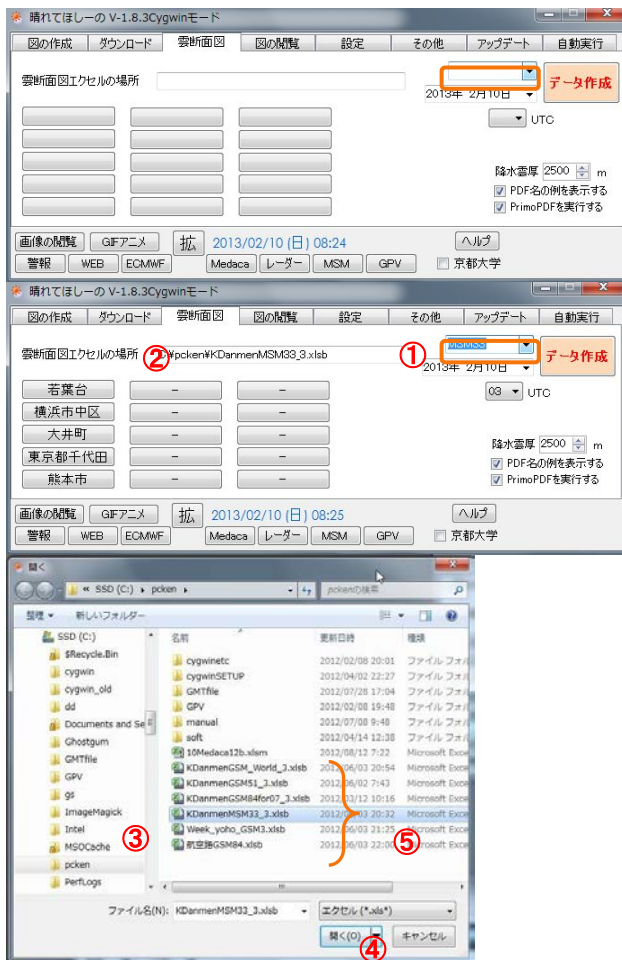 晴れてほしーの V-1.8.3Cygwinモード
図の作成 ダウンロード 雲断面図 図の閲覧 設定 その他 アップデート 自動実行
雲断面図エクセルの場所
2013年 2月10日
データ作成
UTC
降水雲厚 2500 m
PDF名の例を表示する
PrimoPDFを実行する
画像の閲覧 GIFアニメ 拡 2013/02/10 (日) 08:24 ヘルプ
警報 WEB ECMWF Medaca レーダー MSM GPV 京都大学
晴れてほしーの V-1.8.3Cygwinモード
図の作成 ダウンロード 雲断面図 図の閲覧 設定 その他 アップデート 自動実行
① MSM33
雲断面図エクセルの場所 ② ¥pcken¥KDanmenMSM33_3.xlsb
2013年 2月10日
データ作成
若葉台 - - 03 UTC
横浜市中区 - -
大井町 - - 降水雲厚 2500 m
東京都千代田 - - PDF名の例を表示する
熊本市 - - PrimoPDFを実行する
画像の閲覧 GIFアニメ 拡 2013/02/10 (日) 08:25 ヘルプ
警報 WEB ECMWF Medaca レーダー MSM GPV 京都大学
開く
« SSD (C:) pcken pckenの検索
整理 新しいフォルダー
SSD (C:)
$Recycle.Bin
cygwin
cygwin_old
dd
Documents and Se
Ghostgum
GMTfile
GPV
gs
ImageMagick
Intel
MSOCache
pcken
PerfLogs
③
名前 更新日時 種類
cygwinetc 2012/02/08 20:01 ファイル フォル
cygwinSETUP 2012/04/02 22:27 ファイル フォル
GMTfile 2012/07/28 17:04 ファイル フォル
GPV 2012/02/08 19:48 ファイル フォル
manual 2012/07/08 9:48 ファイル フォル
soft 2012/04/14 12:38 ファイル フォル
10Medaca12b.xlsm 2012/08/12 7:22 Microsoft Exce
KDanmenGSM_World_3.xlsb 2012/06/03 20:54 Microsoft Exce
KDanmenGSM51_3.xlsb 2012/06/02 7:43 Microsoft Exce
KDanmenGSM84for07_3.xlsb 2012/03/12 10:16 Microsoft Exce
KDanmenMSM33_3.xlsb 20:32 Microsoft Exce
Week_yoho_GSM3.xlsb 2012/06/03 21:25 Microsoft Exce
航空路GSM84.xlsb 2012/06/03 22:00 Microsoft Exce
⑤
ファイル名(N): KDanmenMSM33_3.xlsb エクセル (*.xls*)
開く(O) キャンセル
④